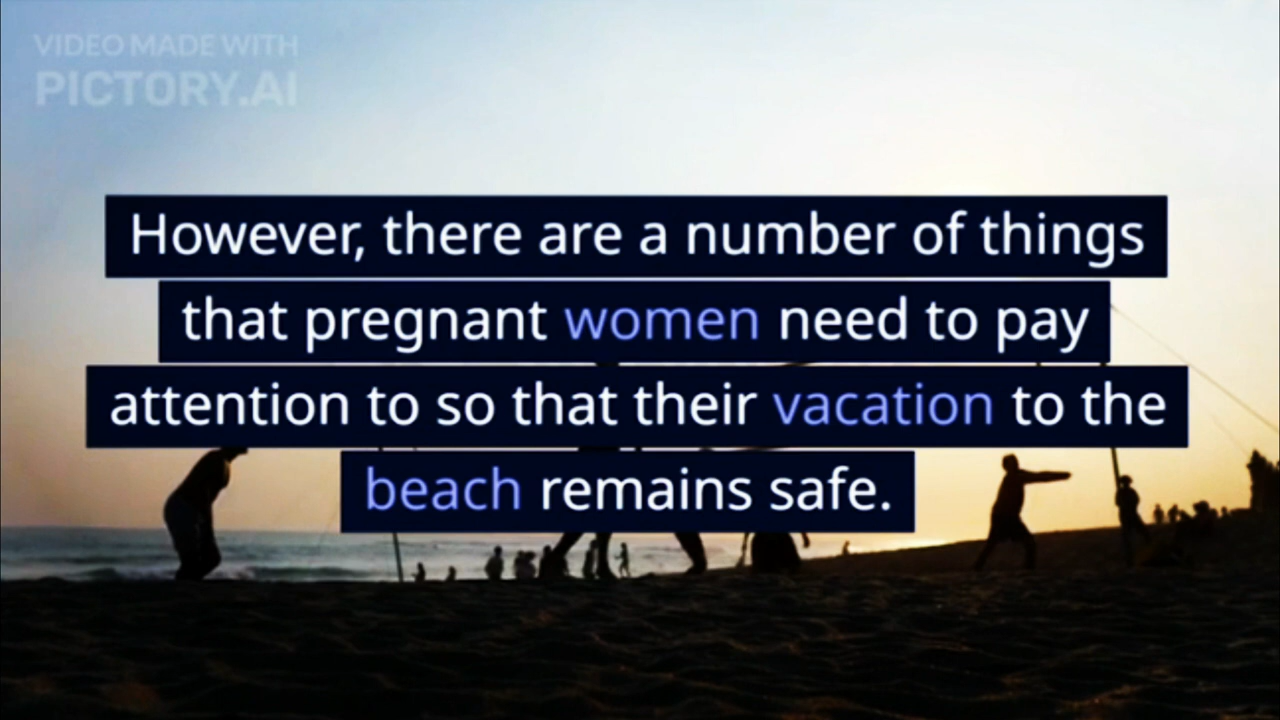 VIDEO MADE WITH
PICTORY.AI
However, there are a number of things
that pregnant women need to pay
attention to so that their vacation to the
beach remains safe.